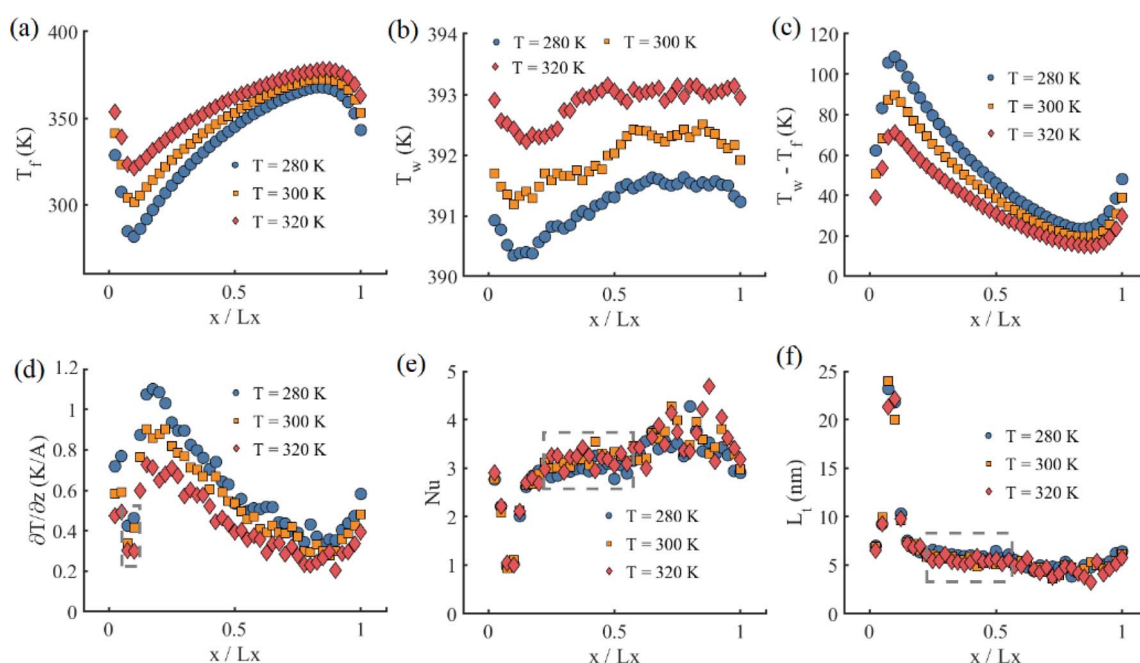 (a)
400
350
300
T_f (K)
T = 280 K
T = 300 K
T = 320 K
0 0.5 1
x / Lx
(b)
394
393
392
391
390
T_w (K)
T = 280 K T = 300 K
T = 320 K
0 0.5 1
x / Lx
(c)
120
100
80
60
40
20
0
T_w - T_f (K)
T = 280 K
T = 300 K
T = 320 K
0 0.5 1
x / Lx
(d)
1.2
1
0.8
0.6
0.4
0.2
0
∂T/∂z (K/A)
T = 280 K
T = 300 K
T = 320 K
0 0.5 1
x / Lx
(e)
5
4
3
2
1
0
Nu
T = 280 K
T = 300 K
T = 320 K
0 0.5 1
x / Lx
(f)
25
20
15
10
5
0
L_t (nm)
T = 280 K
T = 300 K
T = 320 K
0 0.5 1
x / Lx